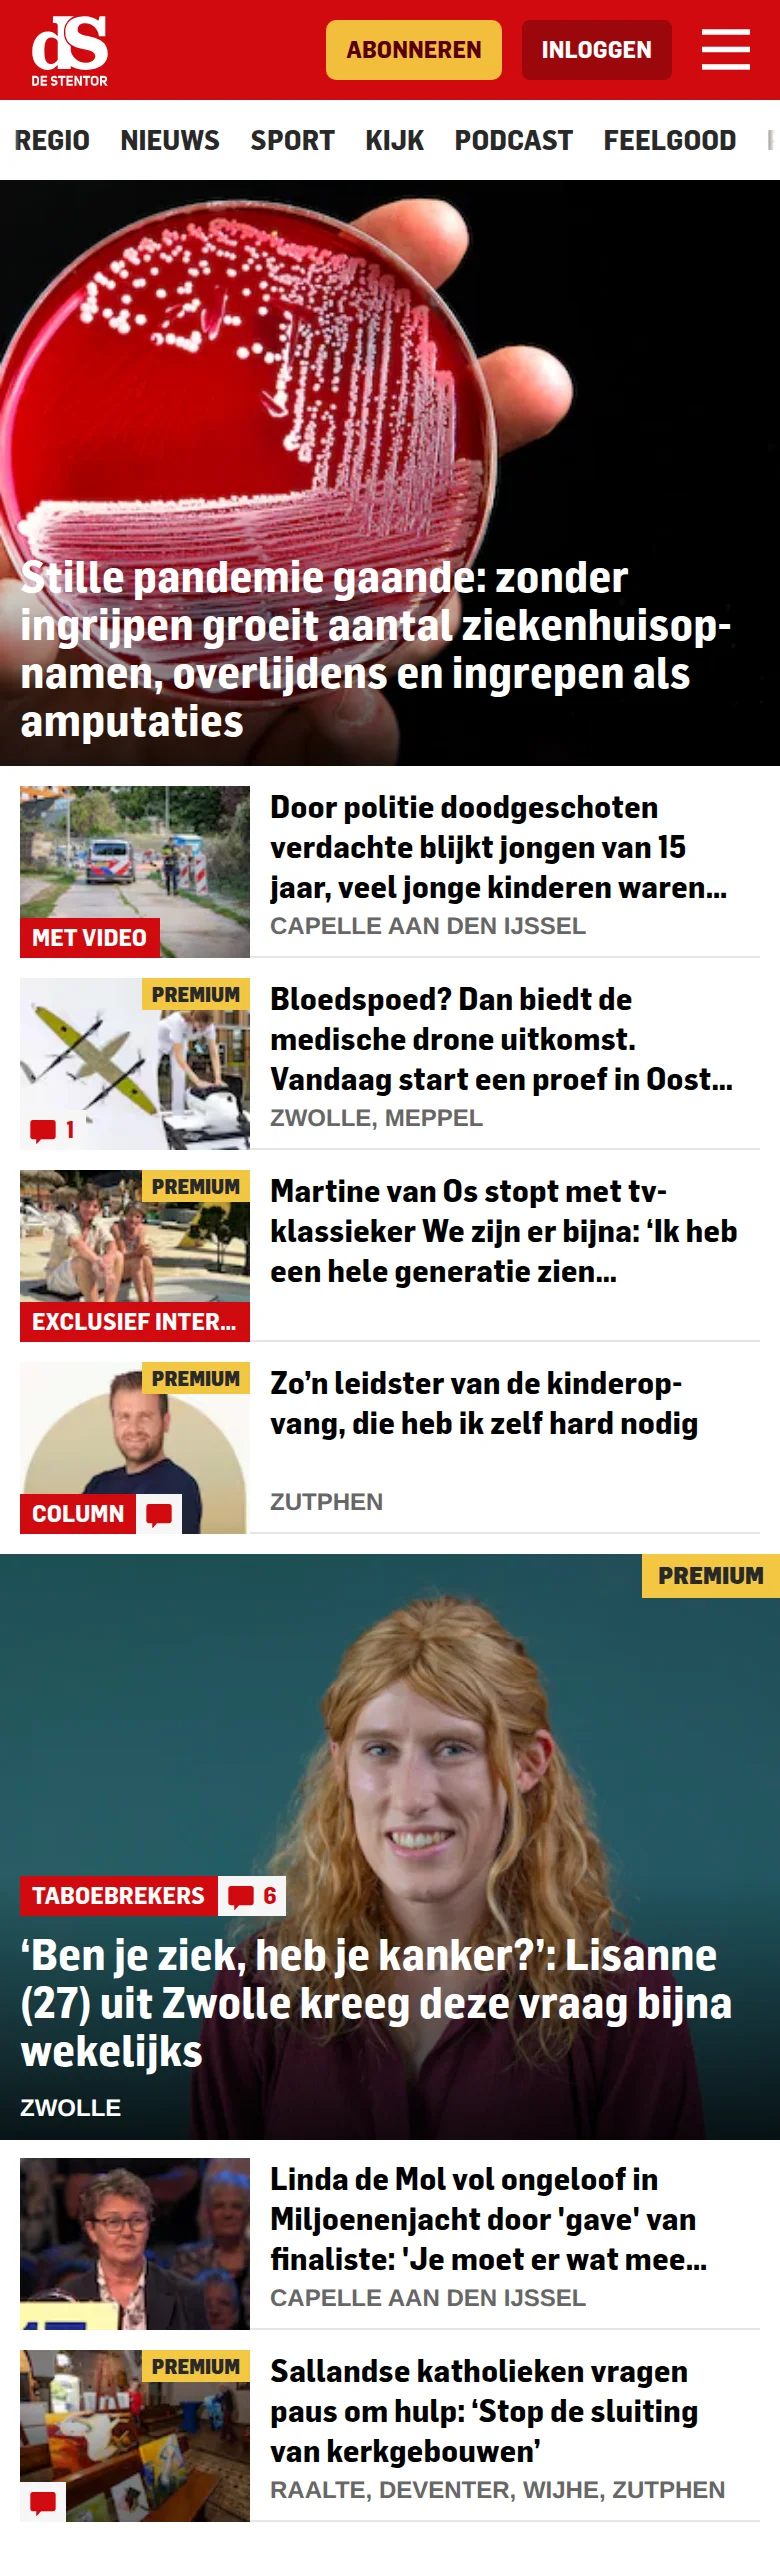 dS
DE STENTOR
ABONNEREN
INLOGGEN
REGIO NIEUWS SPORT KIJK PODCAST FEELGOOD
Stille pandemie gaande: zonder
ingrijpen groeit aantal ziekenhuisop-
namen, overlijdens en ingrepen als
amputaties
MET VIDEO
Door politie doodgeschoten
verdachte blijkt jongen van 15
jaar, veel jonge kinderen waren...
CAPELLE AAN DEN IJSSEL
PREMIUM
1
Bloedspoed? Dan biedt de
medische drone uitkomst.
Vandaag start een proef in Oost...
ZWOLLE, MEPPEL
PREMIUM
EXCLUSIEF INTER...
Martine van Os stopt met tv-
klassieker We zijn er bijna: ‘Ik heb
een hele generatie zien...
PREMIUM
COLUMN
Zo’n leidster van de kinderop-
vang, die heb ik zelf hard nodig
ZUTPHEN
PREMIUM
TABOEBREKERS
6
‘Ben je ziek, heb je kanker?’: Lisanne
(27) uit Zwolle kreeg deze vraag bijna
wekelijks
ZWOLLE
Linda de Mol vol ongeloof in
Miljoenenjacht door 'gave' van
finaliste: 'Je moet er wat mee...
CAPELLE AAN DEN IJSSEL
PREMIUM
Sallandse katholieken vragen
paus om hulp: ‘Stop de sluiting
van kerkgebouwen’
RAALTE, DEVENTER, WIJHE, ZUTPHEN